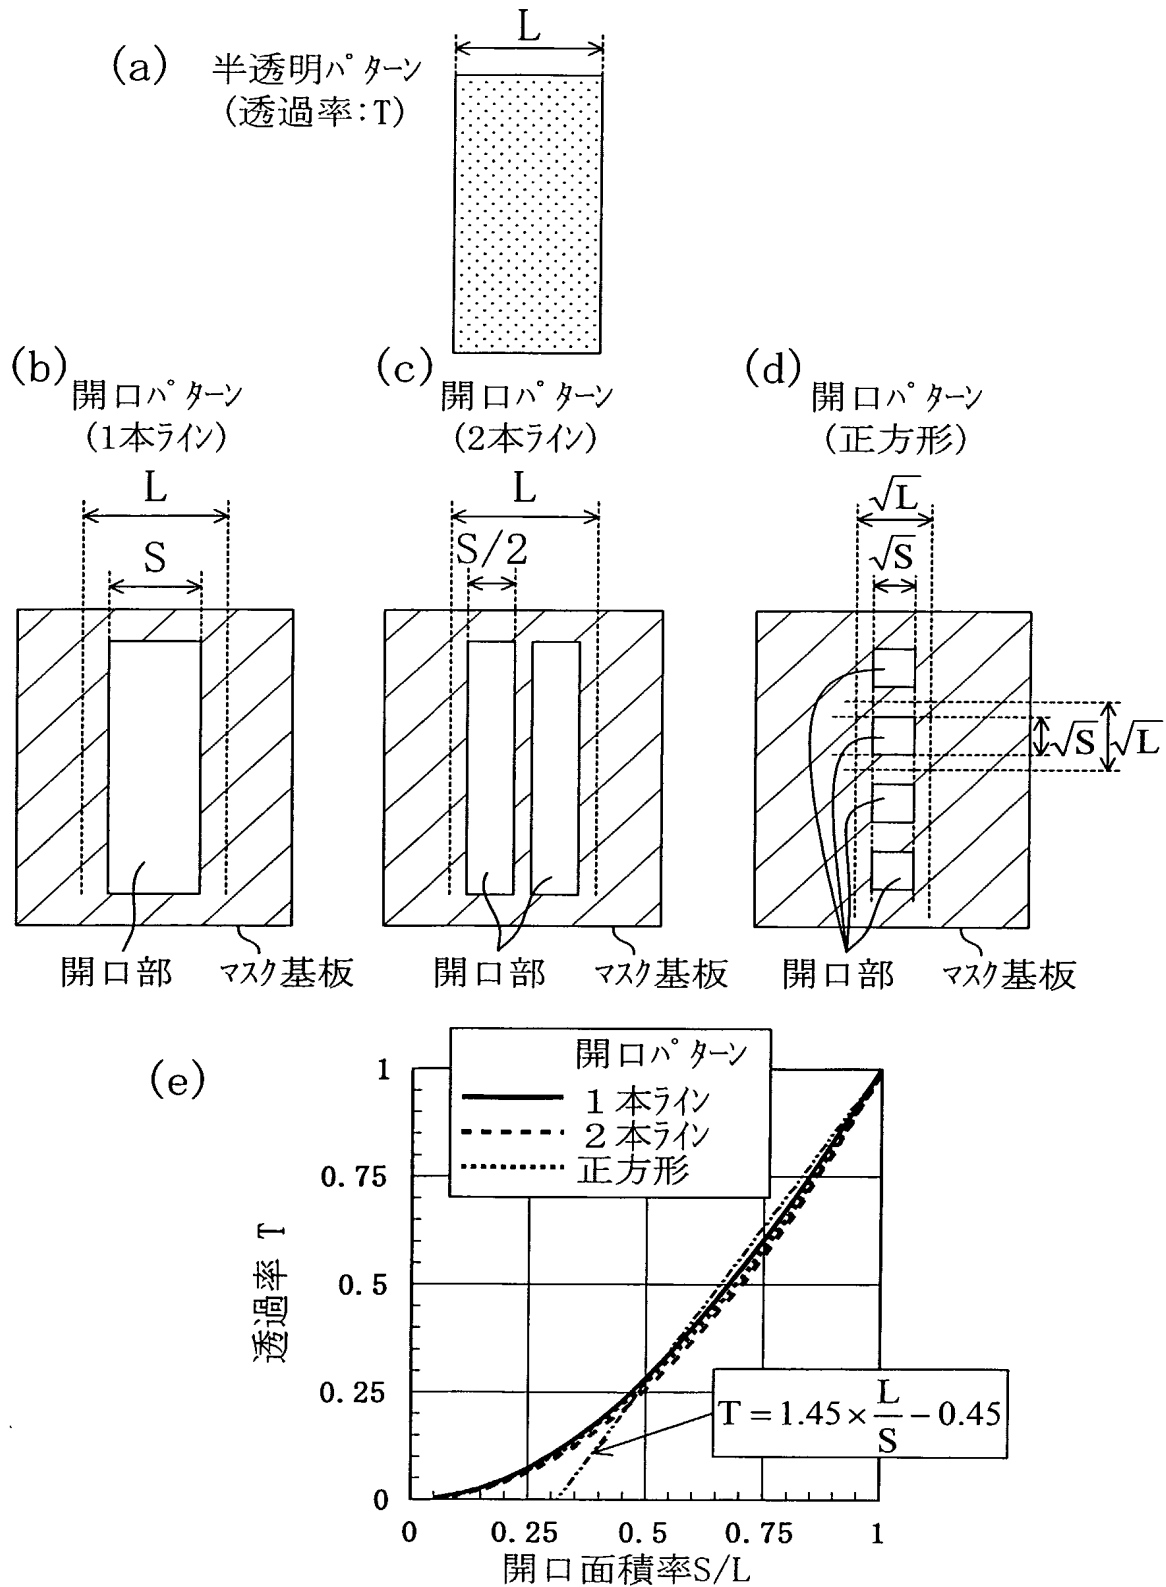 L
(a) 半透明パターン
(透過率:T)
(b)
開口パターン
(1本ライン)
L
S
開口部
マスク基板
(c)
開口パターン
(2本ライン)
L
S/2
開口部
マスク基板
(d)
開口パターン
(正方形)
√L
√S
√S √L
開口部
マスク基板
(e)
開口パターン
1本ライン
2本ライン
正方形
透過率 T
1
0.75
0.5
0.25
0
T=1.45×L/S−0.45
0 0.25 0.5 0.75 1
開口面積率S/L